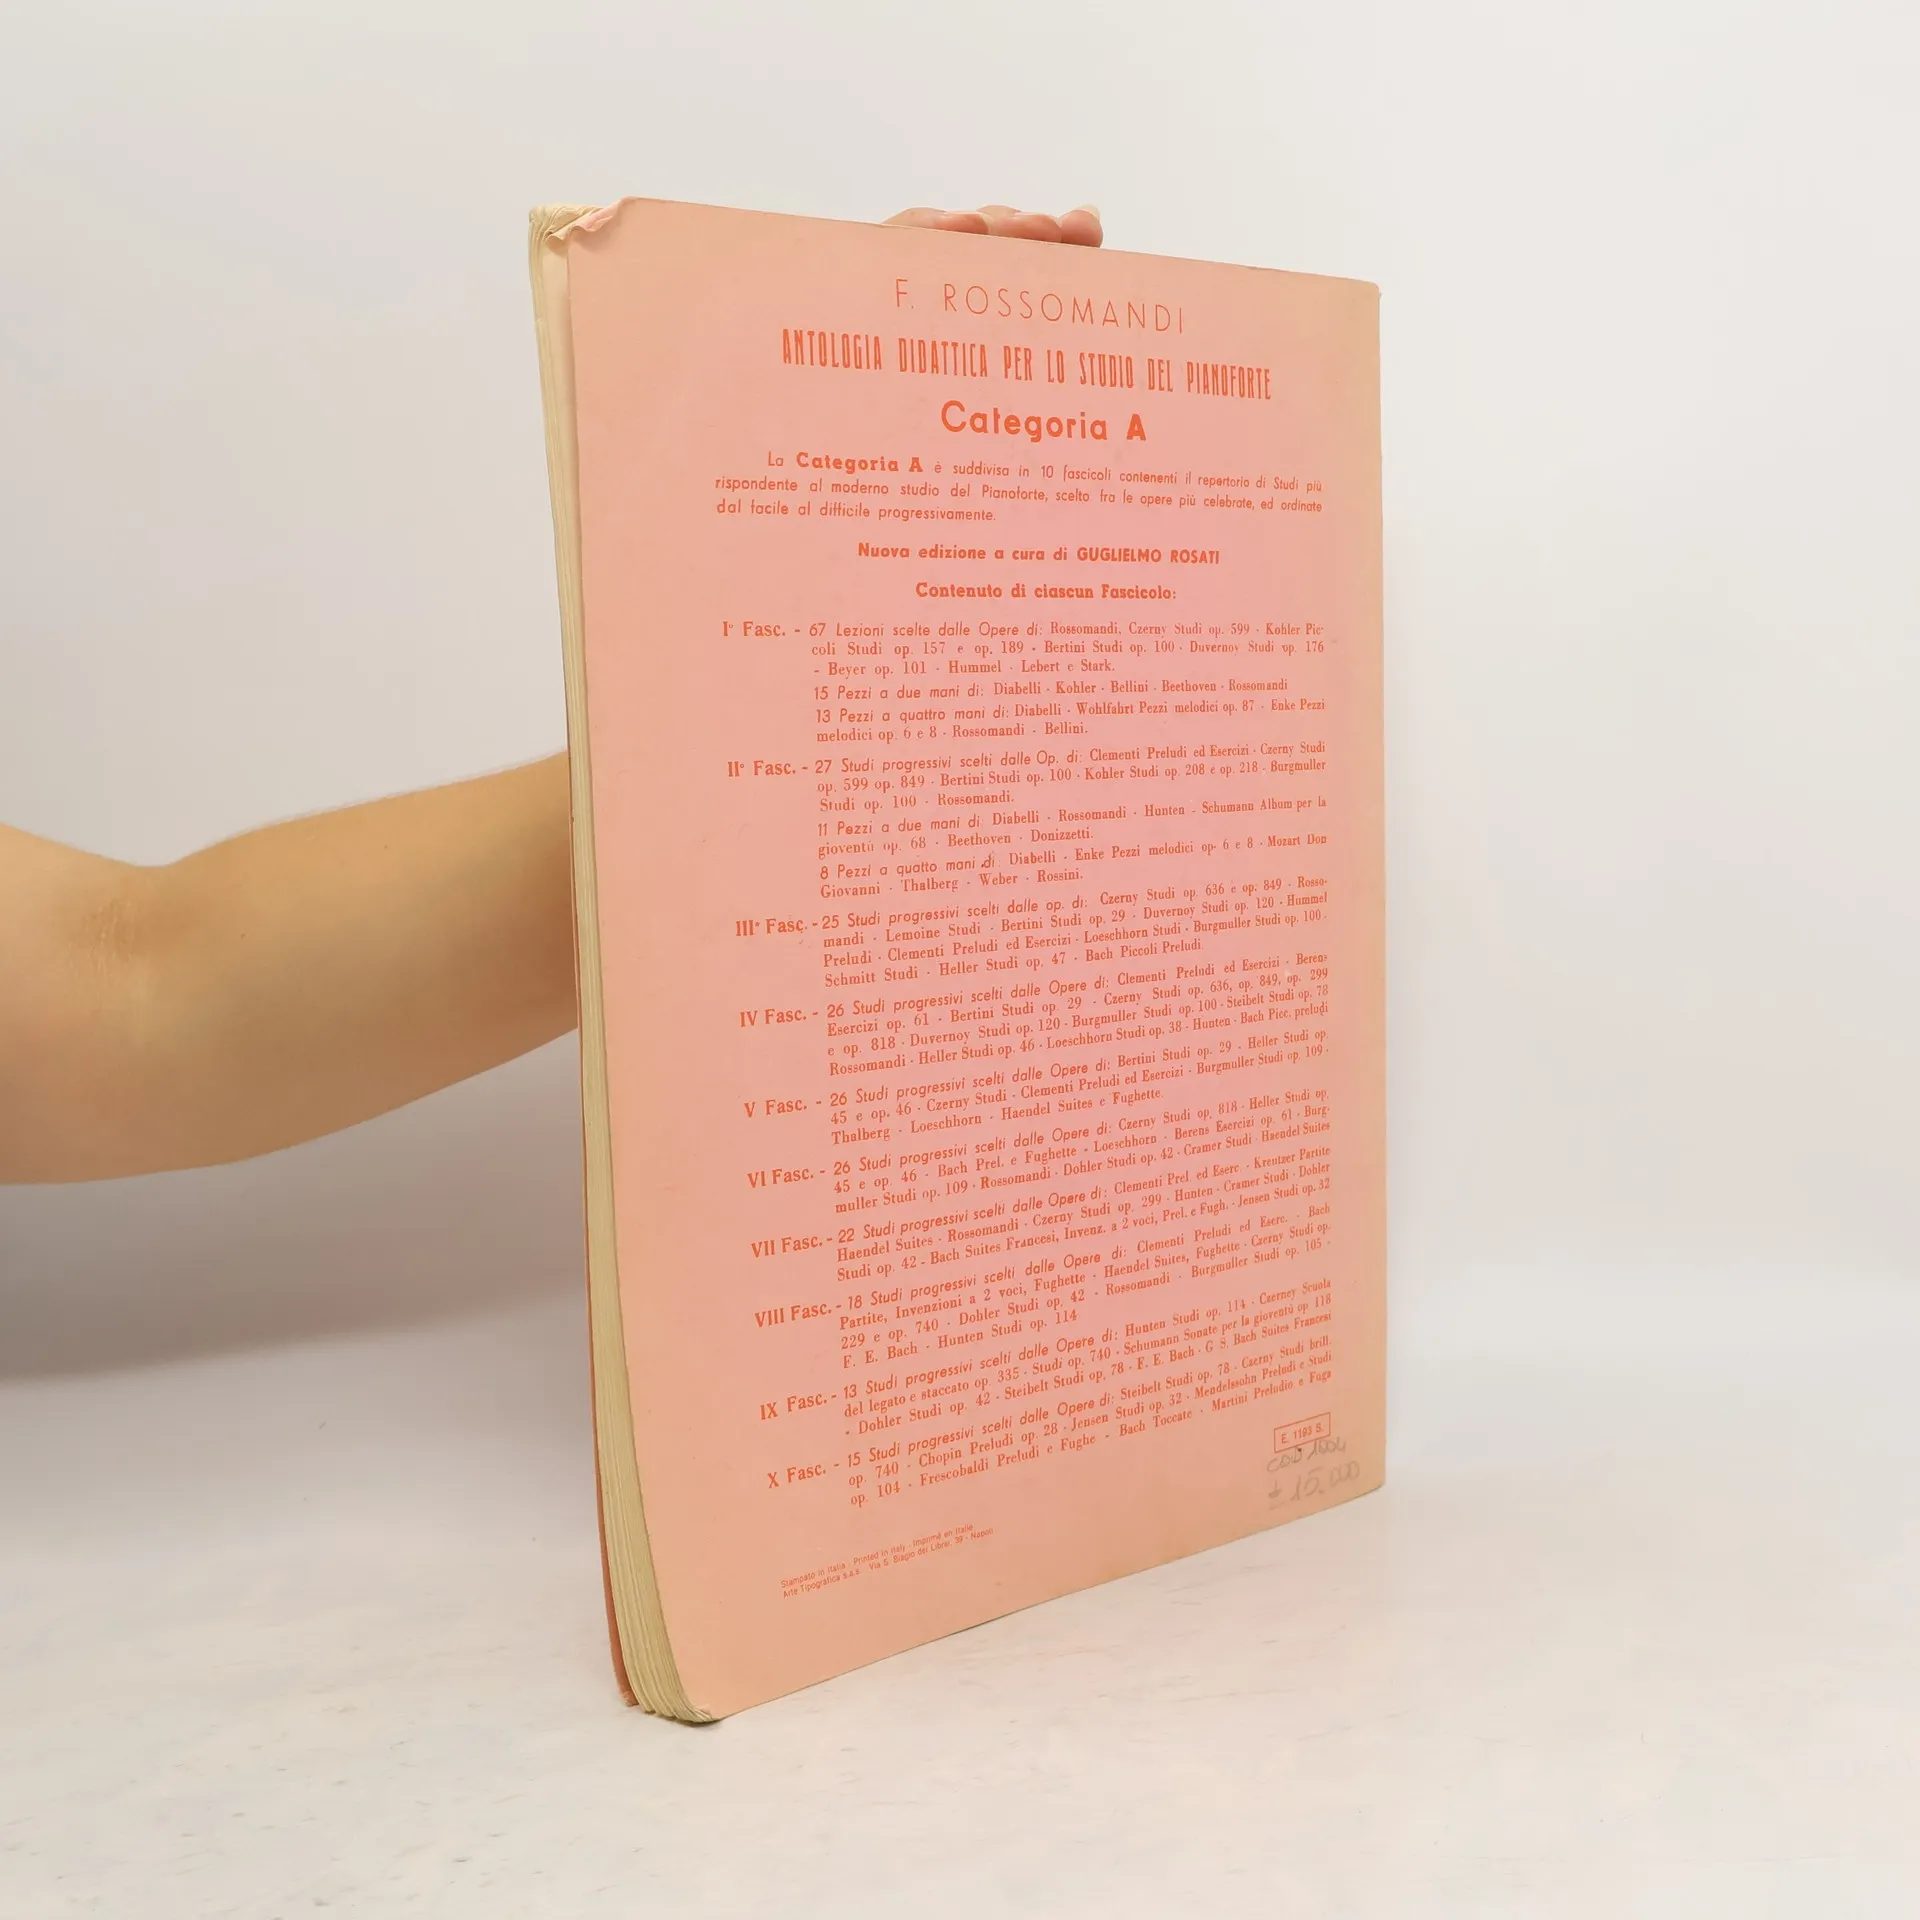 F. ROSSOMANDI
ANTOLOGIA DIDATTICA PER LO STUDIO DEL PIANOFORTE
Categoria A
La Categoria A è suddivisa in 10 fascicoli contenenti il repertorio di Studi più
rispondente al moderno studio del Pianoforte, scelto fra le opere più celebrate, ed ordinate
dal facile al difficile progressivamente.
Nuova edizione a cura di GUGLIELMO ROSATI
Contenuto di ciascun Fascicolo:
I° Fasc. - 67 Lezioni scelte dalle Opere di: Rossomandi, Czerny Studi op. 599 - Kohler Pic-
coli Studi op. 157 e op. 189 - Bertini Studi op. 100 - Duvernoy Studi op. 176
- Beyer op. 101 - Hummel - Lebert e Stark.
15 Pezzi a due mani di: Diabelli - Kohler - Bellini - Beethoven - Rossomandi
13 Pezzi a quattro mani di: Diabelli - Wohlfahrt Pezzi melodici op. 87 - Enke Pezzi
melodici op. 6 e 8 - Rossomandi - Bellini.
II° Fasc. - 27 Studi progressivi scelti dalle Op. di: Clementi Preludi ed Esercizi - Czerny Studi
op. 599 op. 849 - Bertini Studi op. 100 - Kohler Studi op. 208 e op. 218 - Burgmuller
Studi op. 100 - Rossomandi.
11 Pezzi a due mani di: Diabelli - Rossomandi - Hunten - Schumann Album per la
gioventù op. 68 - Beethoven - Donizzetti.
8 Pezzi a quatto mani di: Diabelli - Enke Pezzi melodici op- 6 e 8 - Mozart Don
Giovanni - Thalberg - Weber - Rossini.
III° Fasc. - 25 Studi progressivi scelti dalle op. di: Czerny Studi op. 636 e op. 849 - Rosso-
mandi - Lemoine Studi - Bertini Studi op. 29 - Duvernoy Studi op. 120 - Hummel
Preludi - Clementi Preludi ed Esercizi - Loeschhorn Studi - Burgmuller Studi op. 100 -
Schmitt Studi - Heller Studi op. 47 - Bach Piccoli Preludi.
IV Fasc. - 26 Studi progressivi scelti dalle Opere di: Clementi Preludi ed Esercizi - Berens
Esercizi op. 61 - Bertini Studi op. 29 - Czerny Studi op. 636, op. 849, op. 299
e op. 818 - Duvernoy Studi op. 120 - Burgmuller Studi op. 100 - Steibelt Studi op. 78
Rossomandi - Heller Studi op. 46 - Loeschhorn Studi op. 38 - Hunten - Bach Picc. preludi
V Fasc. - 26 Studi progressivi scelti dalle Opere di: Bertini Studi op. 29 - Heller Studi op.
45 e op. 46 - Czerny Studi - Clementi Preludi ed Esercizi - Burgmuller Studi op. 109 -
Thalberg - Loeschhorn - Haendel Suites e Fughette.
VI Fasc. - 26 Studi progressivi scelti dalle Opere di: Czerny Studi op. 818 - Heller Studi op.
45 e op. 46 - Bach Prel. e Fughette - Loeschhorn - Berens Esercizi op. 61 - Burg-
muller Studi op. 109 - Rossomandi - Dohler Studi op. 42 - Cramer Studi - Haendel Suites
VII Fasc. - 22 Studi progressivi scelti dalle Opere di: Clementi Prel. ed Eserc. - Kreutzer Partite
Haendel Suites - Rossomandi - Czerny Studi op. 299 - Hunten - Cramer Studi - Dohler
Studi op. 42 - Bach Suites Francesi, Invenz. a 2 voci, Prel. e Fugh. - Jensen Studi op. 32
VIII Fasc. - 18 Studi progressivi scelti dalle Opere di: Clementi Preludi ed Eserc. - Bach
Partite, Invenzioni a 2 voci, Fughette - Haendel Suites, Fughette - Czerny Studi op.
229 e op. 740 - Dohler Studi op. 42 - Rossomandi - Burgmuller Studi op. 105 -
F. E. Bach - Hunten Studi op. 114
IX Fasc. - 13 Studi progressivi scelti dalle Opere di: Hunten Studi op. 114 - Czerney Scuola
del legato e staccato op. 335 - Studi op. 740 - Schumann Sonate per la gioventù op 118
- Dohler Studi op. 42 - Steibelt Studi op. 78 - F. E. Bach - G S. Bach Suites Francesi
X Fasc. - 15 Studi progressivi scelti dalle Opere di: Steibelt Studi op. 78 - Czerny Studi brill.
op. 740 - Chopin Preludi op. 28 - Jensen Studi op. 32 - Mendelssohn Preludi e Studi
op. 104 - Frescobaldi Preludi e Fughe - Bach Toccate - Martini Preludio e Fuga
E. 1193 S.
15.000
Stampato in Italia - Printed in Italy - Imprimé en Italie
Arte Tipografica s.a.s. - Via S. Biagio dei Librai, 39 - Napoli